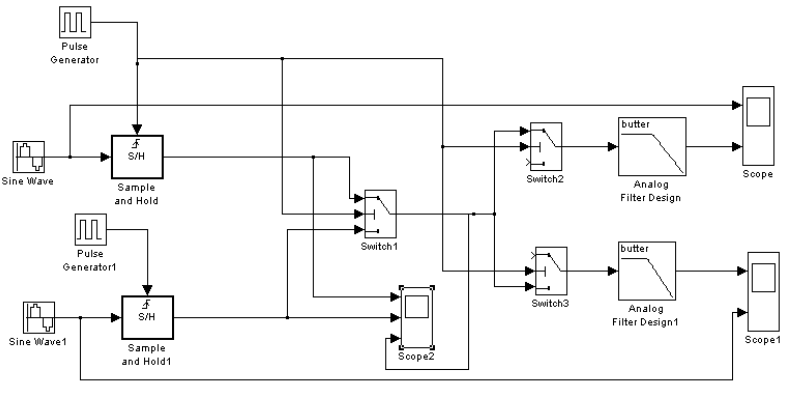 Pulse
Generator
butter
S/H
Sine Wave
Sample
and Hold
Switch2
Analog
Filter Design
Scope
Pulse
Generator1
Switch1
butter
S/H
Sine Wave1
Sample
and Hold1
Scope2
Switch3
Analog
Filter Design1
Scope1